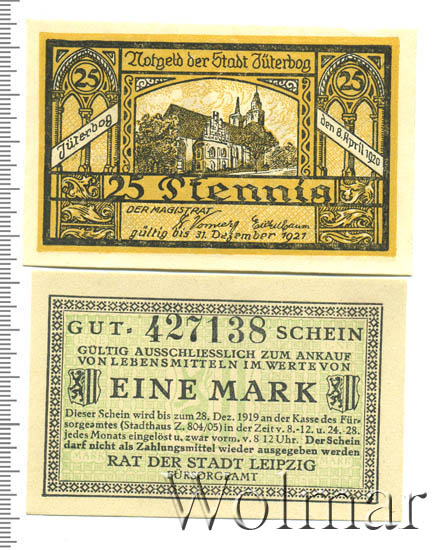 Notgeld der Stadt Jüterbog
25
25
Jüterbog
den 8. April 1920
25 Pfennig
DER MAGISTRAT
gültig bis 31. Dezember 1921
GUT- 427138 SCHEIN
GÜLTIG AUSSCHLIESSLICH ZUM ANKAUF
VON LEBENSMITTELN IM WERTE VON
EINE MARK
Dieser Schein wird bis zum 28. Dez. 1919 an der Kasse des Für-
sorgeamtes (Stadthaus Z. 804/05) in der Zeit v. 8.-12. u. 24.-28.
jedes Monats eingelöst u. zwar vorm. v. 8 12 Uhr. Der Schein
darf nicht als Zahlungsmittel wieder ausgegeben werden
RAT DER STADT LEIPZIG
FÜRSORGEAMT
MARK
Wolmar